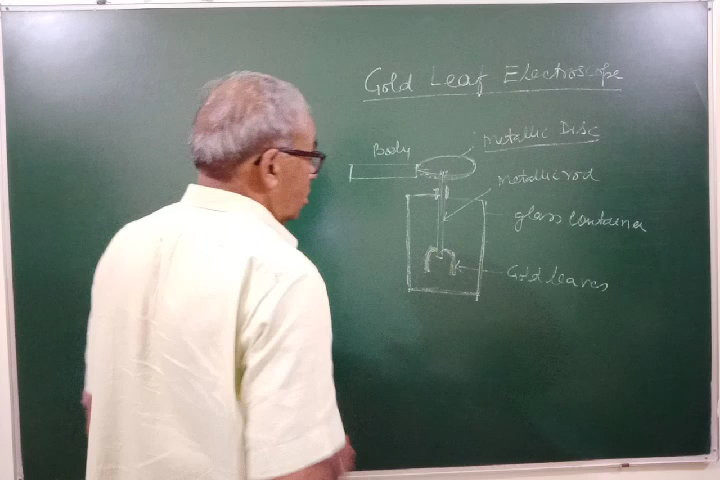 Gold Leaf Electroscope
Metallic Disc
Body
Metallic rod
glass container
Gold leaves